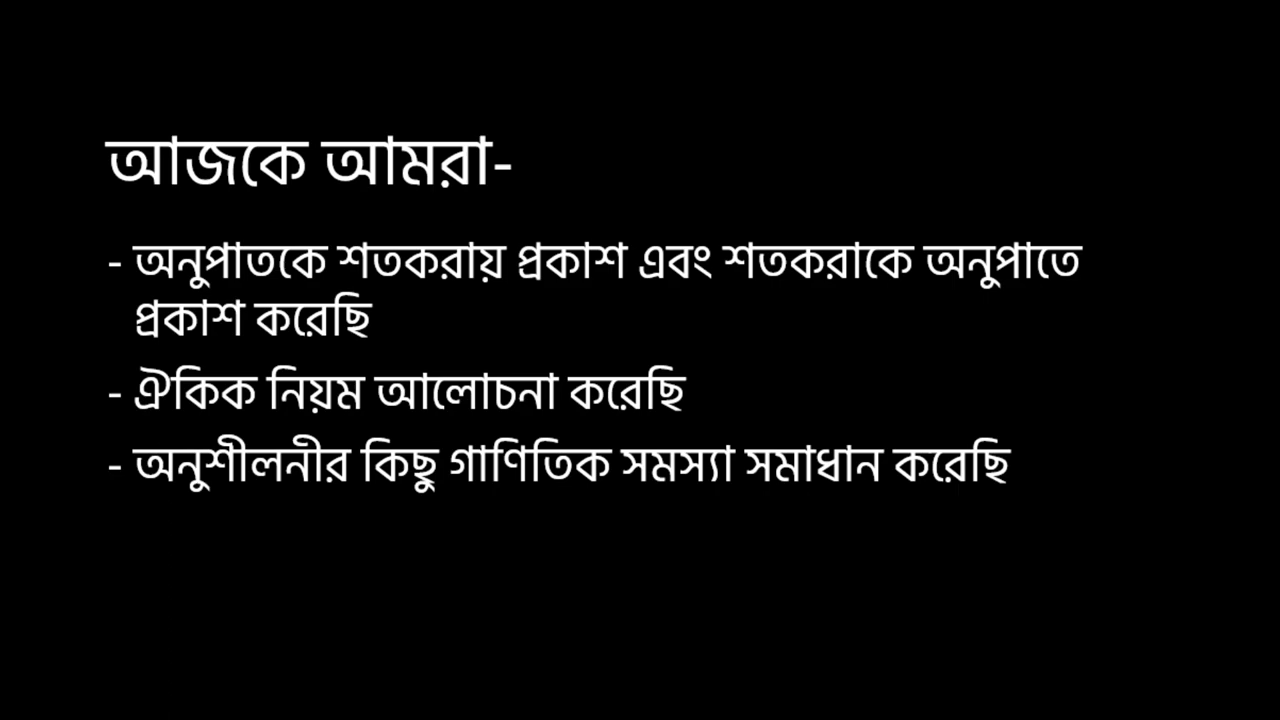 আজকে আমরা-
- অনুপাতকে শতকরায় প্রকাশ এবং শতকরাকে অনুপাতে
প্রকাশ করেছি
- ঐকিক নিয়ম আলোচনা করেছি
- অনুশীলনীর কিছু গাণিতিক সমস্যা সমাধান করেছি